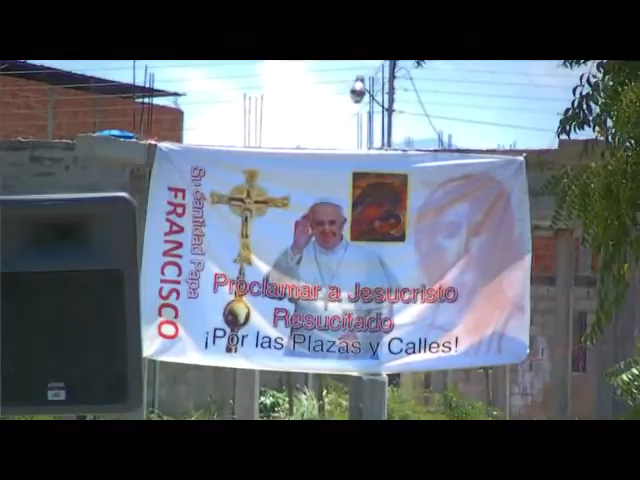 Su Santidad Papa
FRANCISCO
Proclamar a Jesucristo
Resucitado
¡Por las Plazas y Calles!